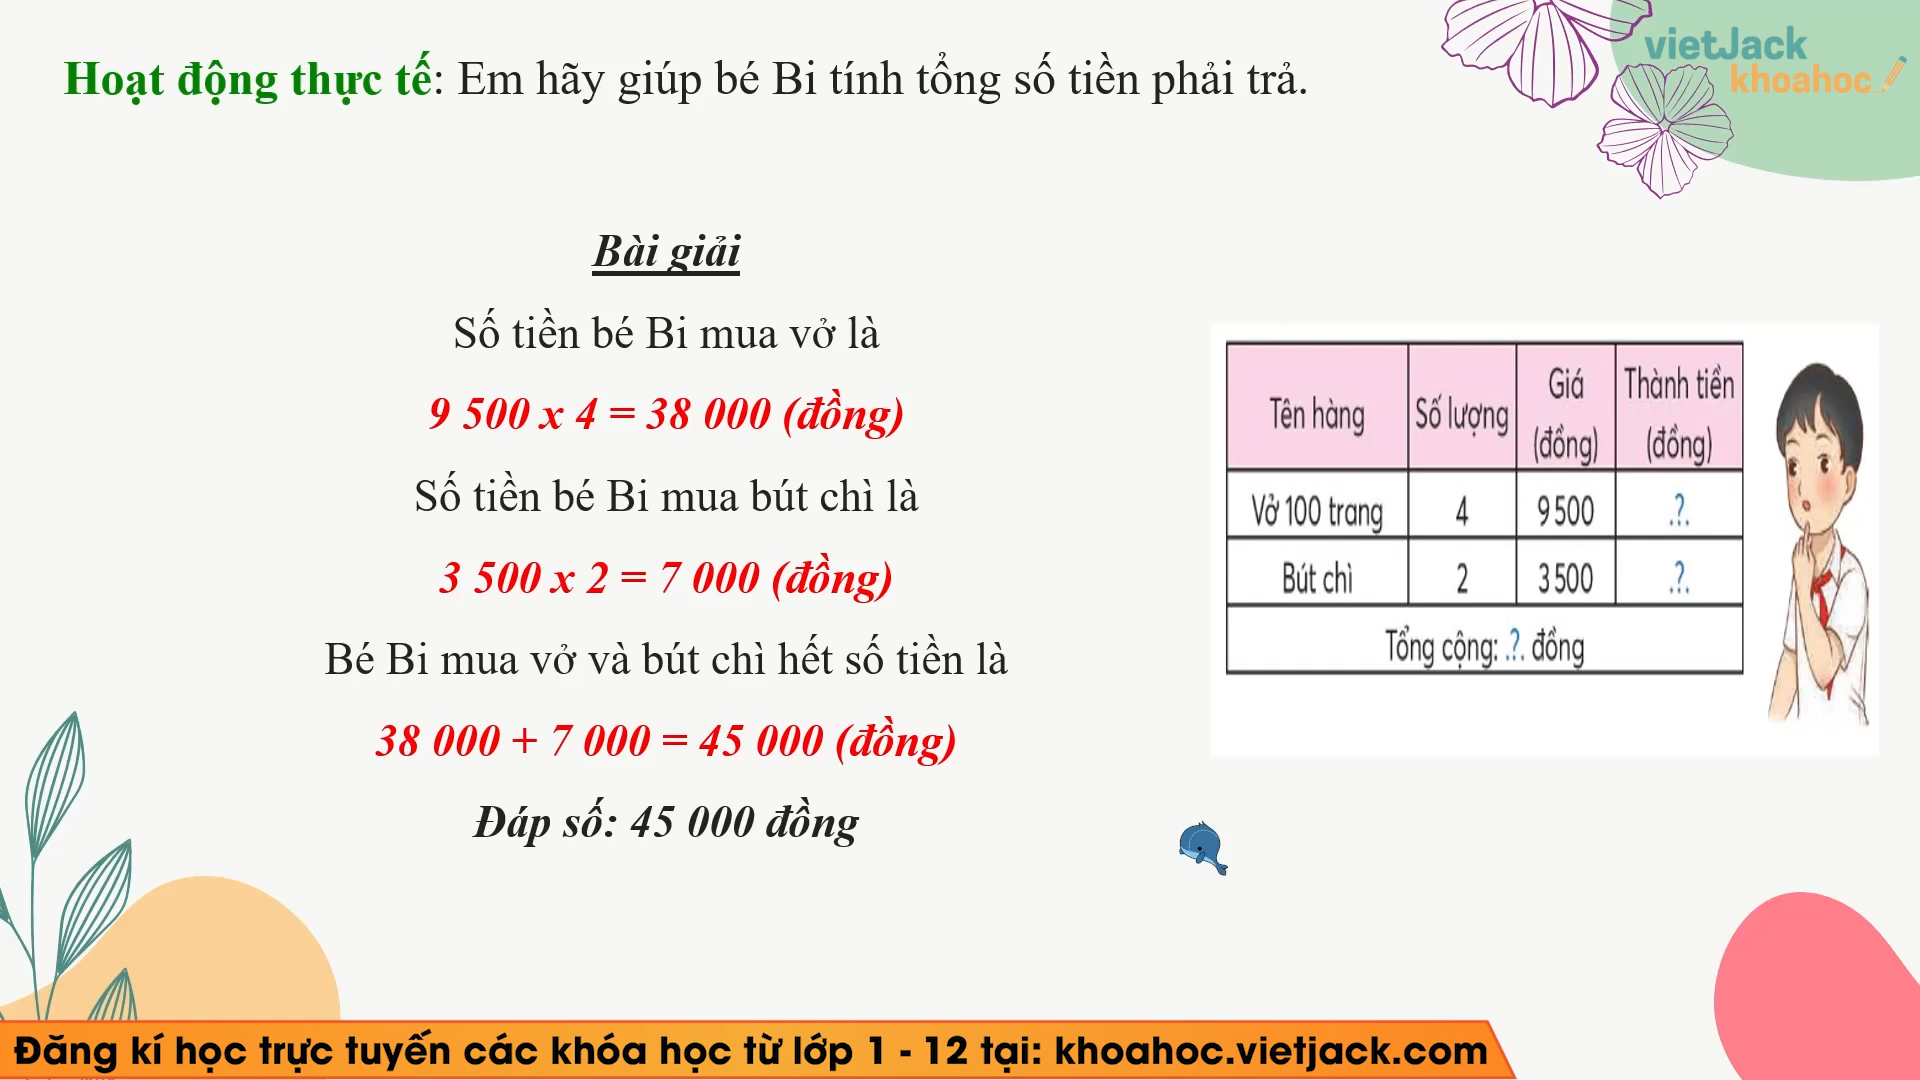 Hoạt động thực tế: Em hãy giúp bé Bi tính tổng số tiền phải trả.
vietJack
khoahoc
Bài giải
Số tiền bé Bi mua vở là
9 500 x 4 = 38 000 (đồng)
Số tiền bé Bi mua bút chì là
3 500 x 2 = 7 000 (đồng)
Bé Bi mua vở và bút chì hết số tiền là
38 000 + 7 000 = 45 000 (đồng)
Đáp số: 45 000 đồng
Tên hàng Số lượng Giá (đồng) Thành tiền (đồng)
Vở 100 trang 4 9 500 .?.
Bút chì 2 3 500 .?.
Tổng cộng: .?. đồng
Đăng kí học trực tuyến các khóa học từ lớp 1 - 12 tại: khoahoc.vietjack.com